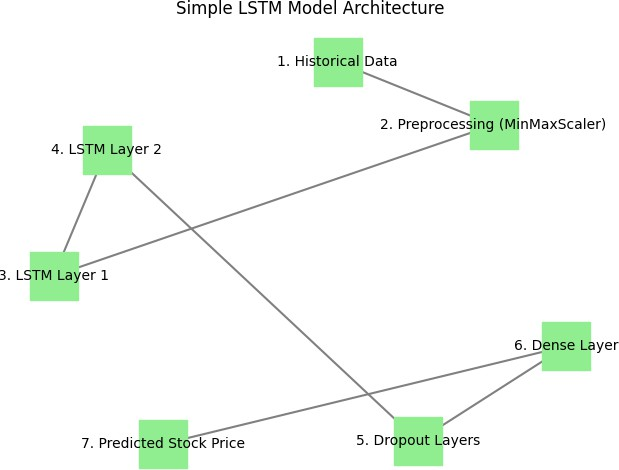 Simple LSTM Model Architecture
1. Historical Data
2. Preprocessing (MinMaxScaler)
4. LSTM Layer 2
3. LSTM Layer 1
6. Dense Layer
5. Dropout Layers
7. Predicted Stock Price